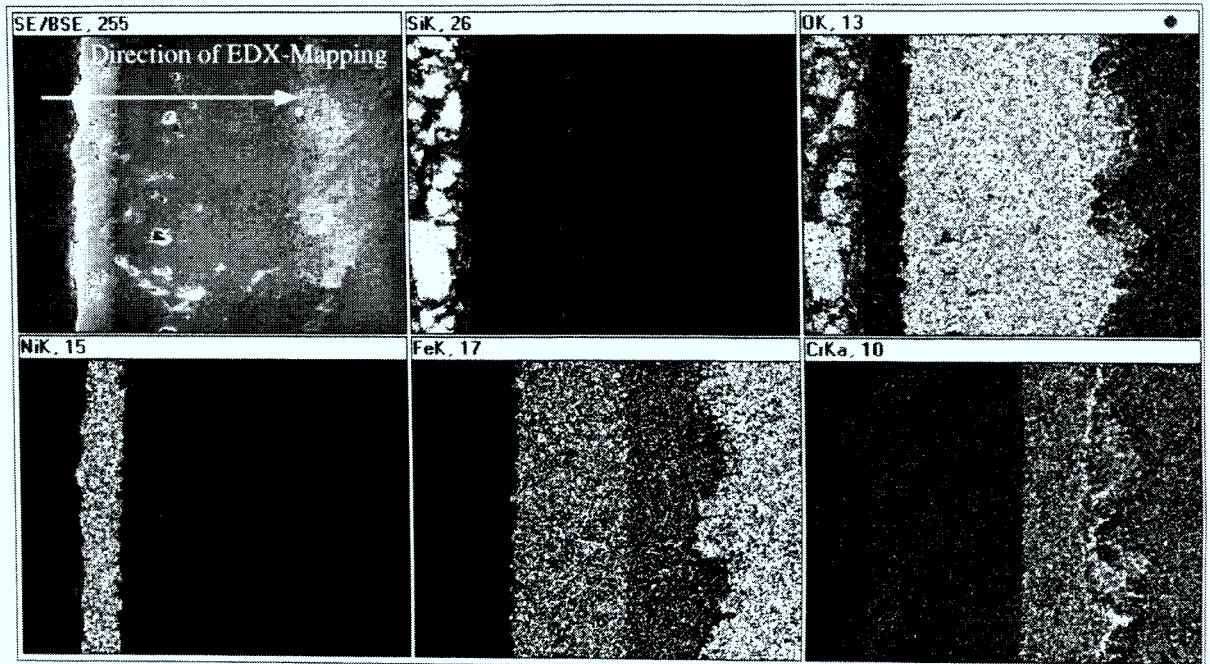 SE/BSE, 255
Direction of EDX-Mapping
SiK, 26
OK, 13
NiK, 15
FeK, 17
CrKa, 10